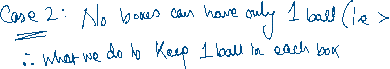 Case 2: No boxes can have only 1 ball (ie >
∴ what we do to keep 1 ball in each box